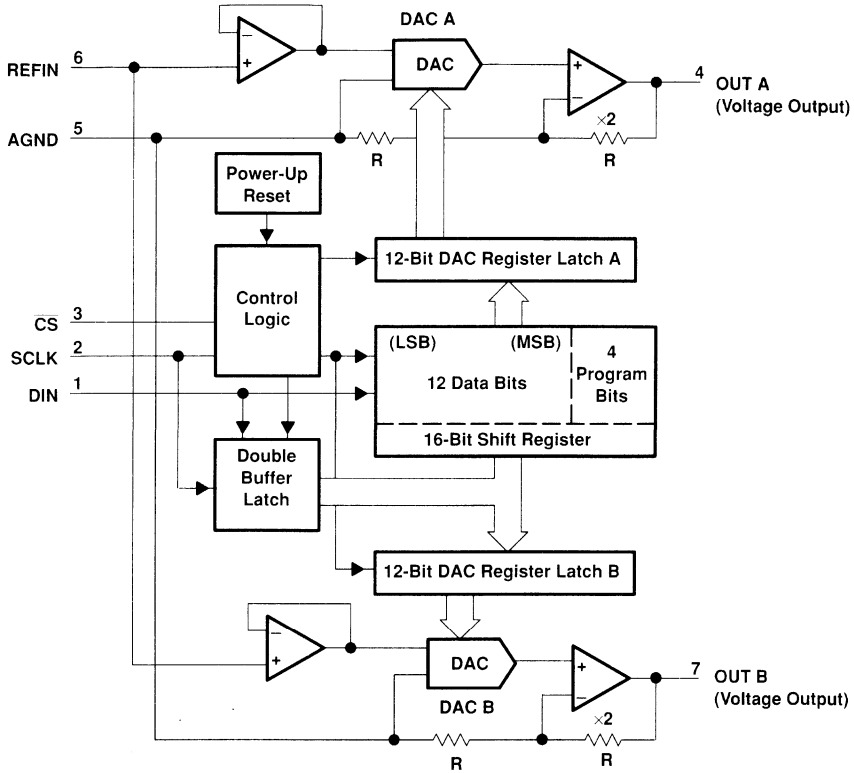 DAC A
6
REFIN
DAC
−
+
+
−
4
OUT A
(Voltage Output)
5
AGND
R
×2
R
Power-Up
Reset
12-Bit DAC Register Latch A
Control
Logic
3
CS
2
SCLK
1
DIN
(LSB)
(MSB)
12 Data Bits
4
Program
Bits
16-Bit Shift Register
Double
Buffer
Latch
12-Bit DAC Register Latch B
−
+
DAC
+
−
7
OUT B
(Voltage Output)
DAC B
×2
R
R